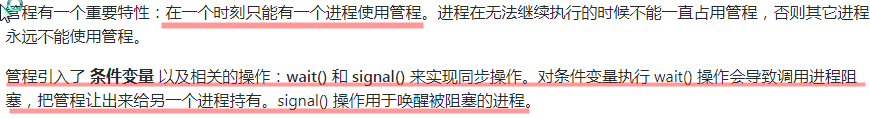 管程有一个重要特性：在一个时刻只能有一个进程使用管程。进程在无法继续执行的时候不能一直占用管程，否则其它进程
永远不能使用管程。
管程引入了 条件变量 以及相关的操作：wait() 和 signal() 来实现同步操作。对条件变量执行 wait() 操作会导致调用进程阻
塞，把管程让出来给另一个进程持有。signal() 操作用于唤醒被阻塞的进程。